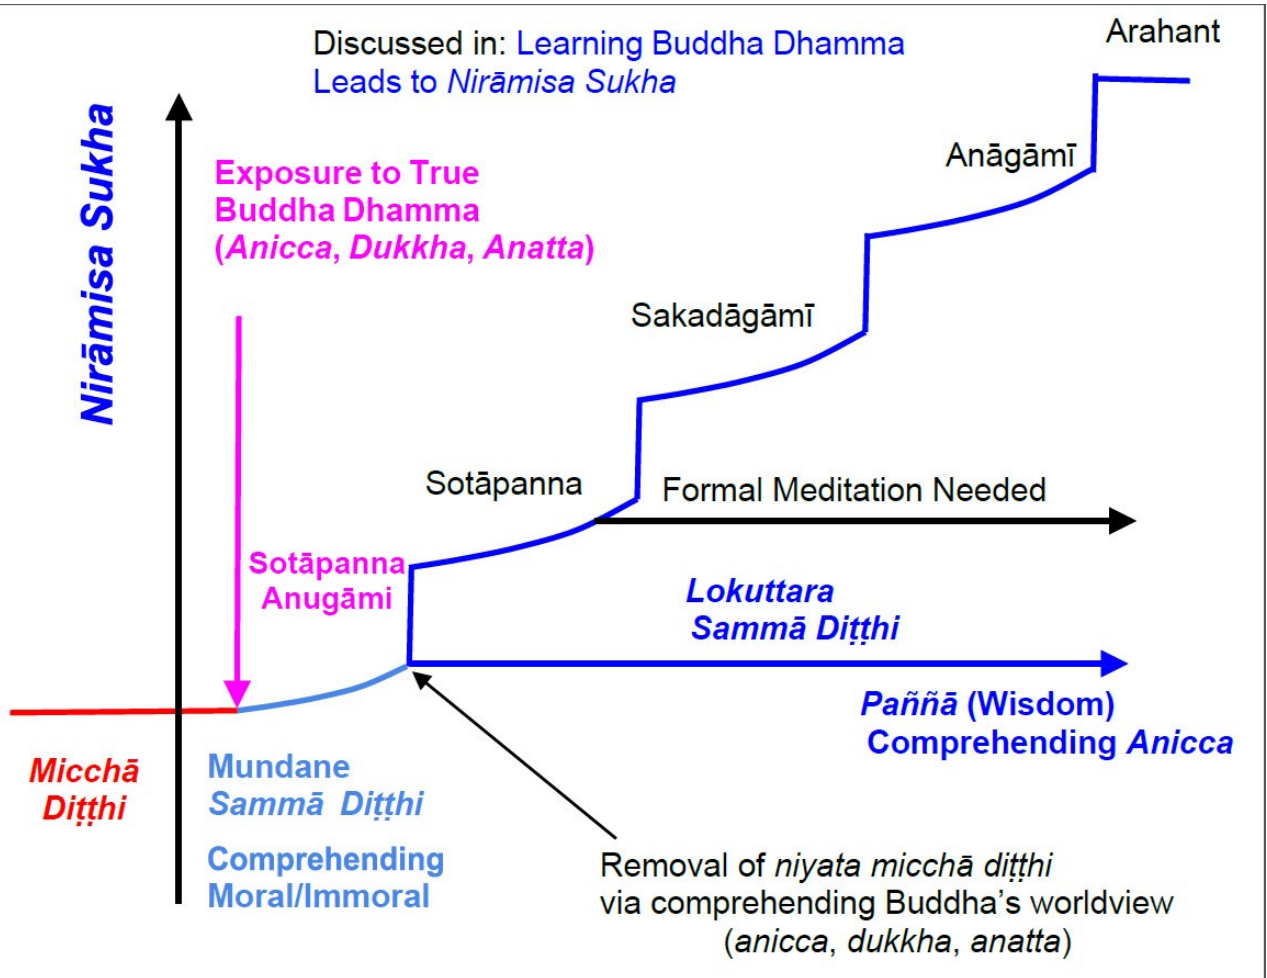 Discussed in: Learning Buddha Dhamma
Leads to Nirāmisa Sukha
Arahant
Nirāmisa Sukha
Exposure to True
Buddha Dhamma
(Anicca, Dukkha, Anatta)
Anāgāmī
Sakadāgāmī
Sotāpanna
Formal Meditation Needed
Sotāpanna
Anugāmi
Lokuttara
Sammā Diṭṭhi
Paññā (Wisdom)
Comprehending Anicca
Micchā
Diṭṭhi
Mundane
Sammā Diṭṭhi
Comprehending
Moral/Immoral
Removal of niyata micchā diṭṭhi
via comprehending Buddha's worldview
(anicca, dukkha, anatta)